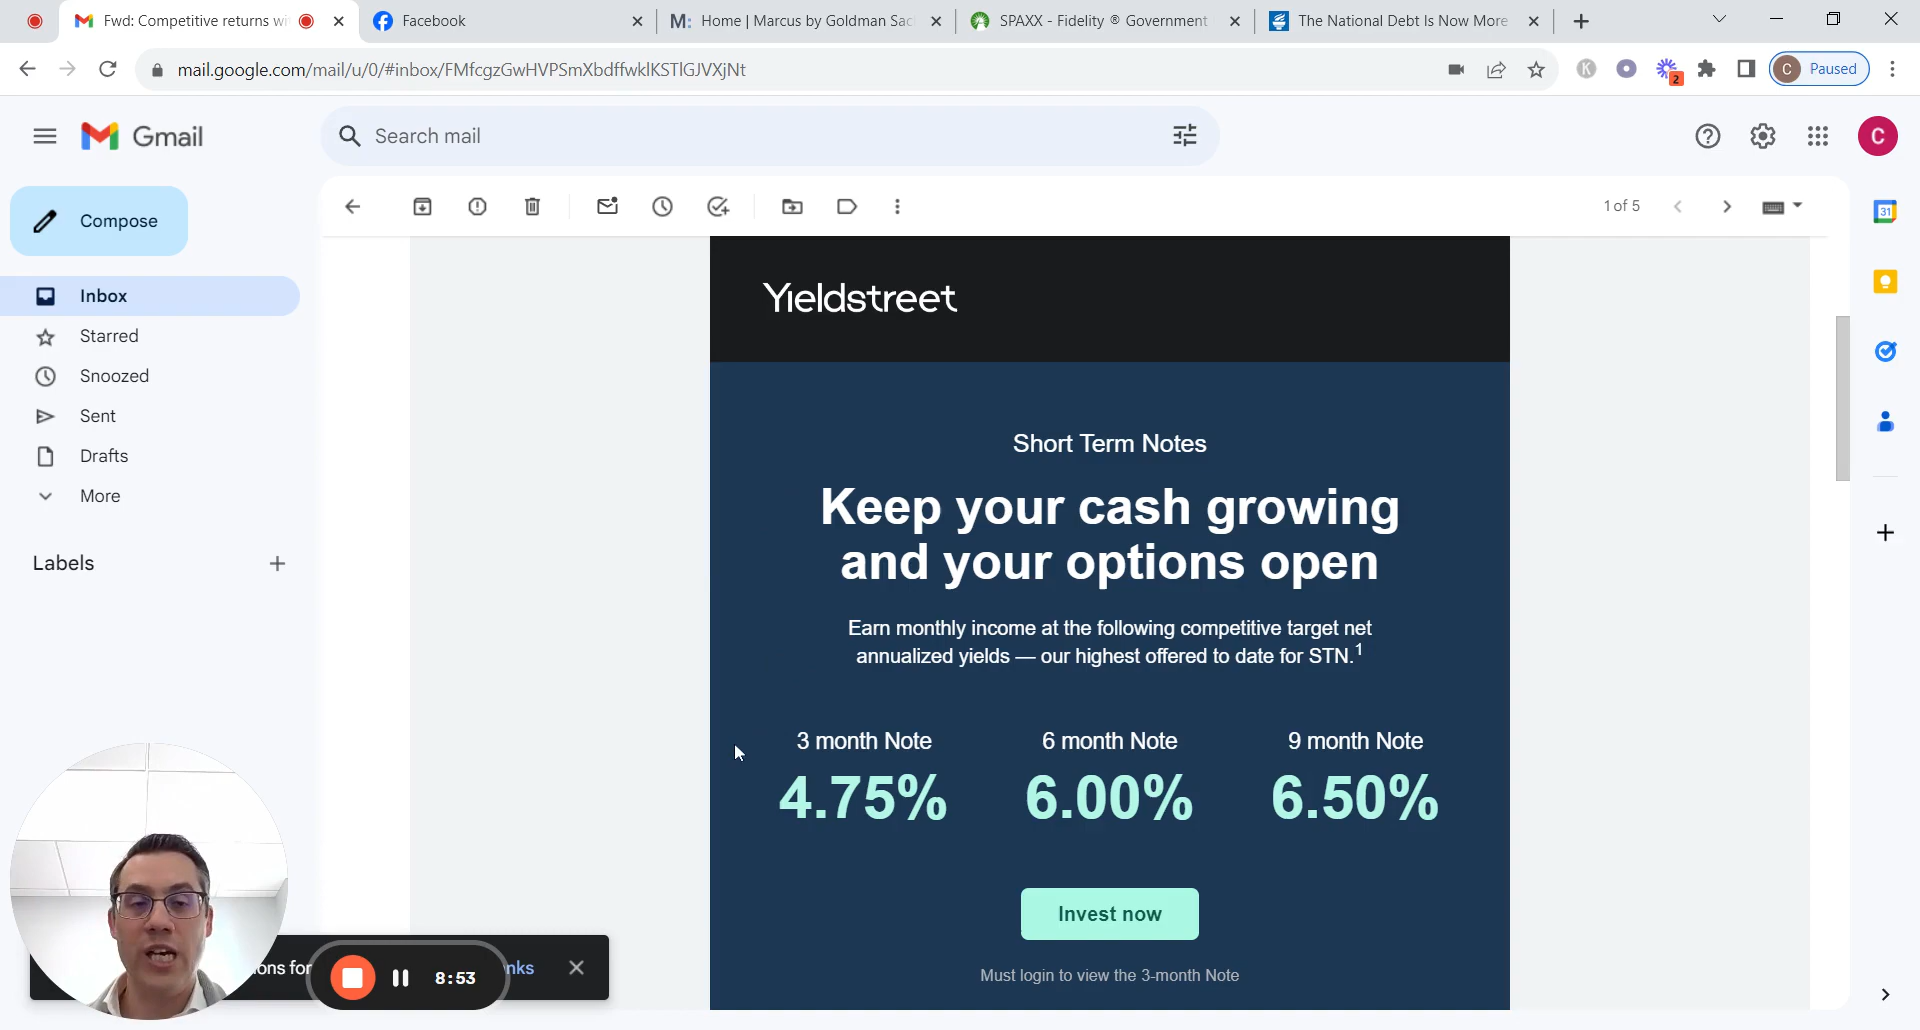 Fwd: Competitive returns wi
Facebook
M: Home | Marcus by Goldman Sac
SPAXX - Fidelity ® Government
The National Debt Is Now More
mail.google.com/mail/u/0/#inbox/FMfcgzGwHVPSmXbdffwklKSTlGJVXjNt
K
2
C Paused
Gmail
Search mail
C
Compose
1 of 5
31
Inbox
Starred
Snoozed
Sent
Drafts
More
Labels
Yieldstreet
Short Term Notes
Keep your cash growing
and your options open
Earn monthly income at the following competitive target net
annualized yields — our highest offered to date for STN.1
3 month Note
6 month Note
9 month Note
4.75%
6.00%
6.50%
Invest now
Must login to view the 3-month Note
ons for
nks
8:53